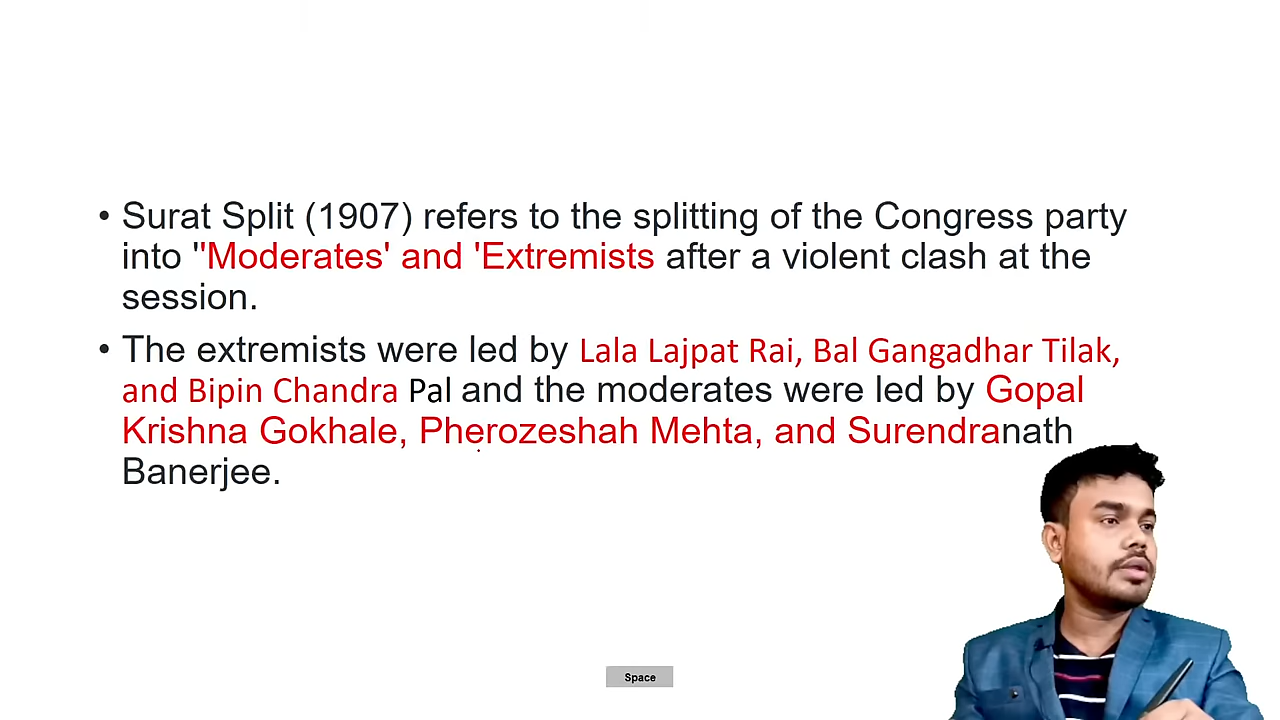 • Surat Split (1907) refers to the splitting of the Congress party
into ''Moderates' and 'Extremists after a violent clash at the
session.
• The extremists were led by Lala Lajpat Rai, Bal Gangadhar Tilak,
and Bipin Chandra Pal and the moderates were led by Gopal
Krishna Gokhale, Pherozeshah Mehta, and Surendranath
Banerjee.
Space